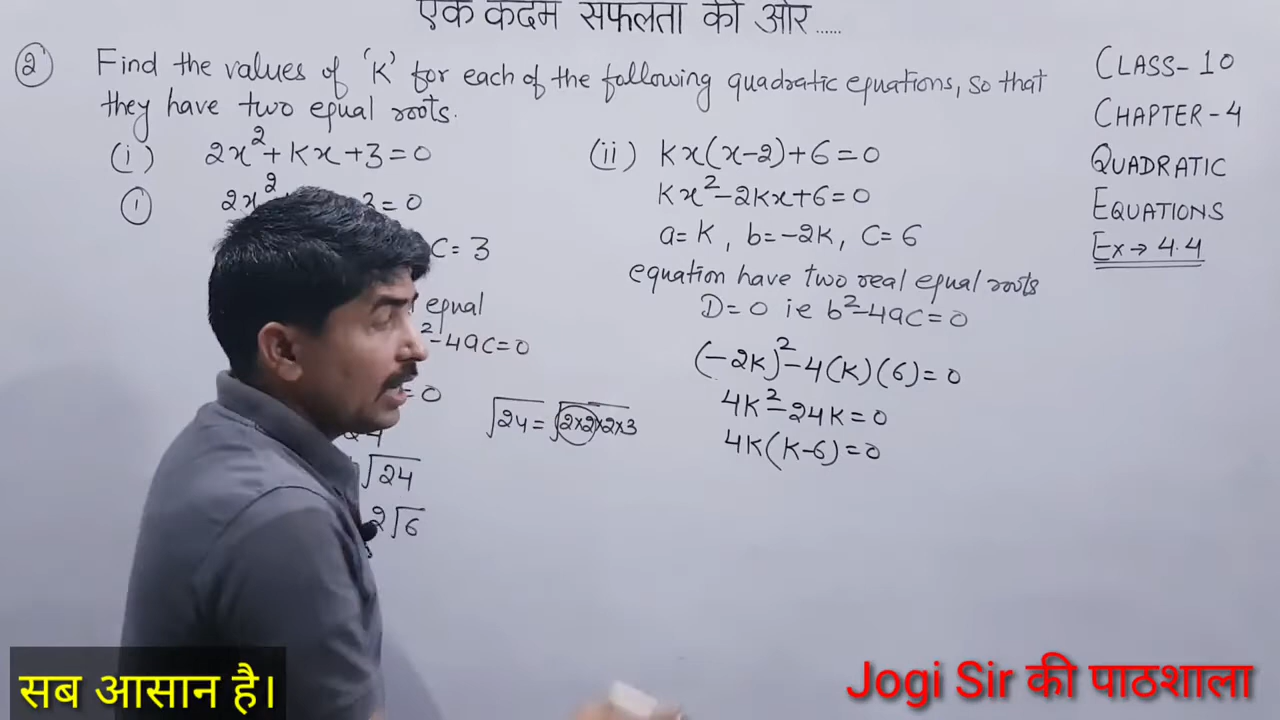 एक कदम सफलता की ओर ......
② Find the values of 'K' for each of the following quadratic equations, so that
they have two equal roots.
(i) 2x²+Kx+3=0
① 2x² 3=0
C=3
equal
²-4ac=0
=0
√24
2√6
√24=√2×2×2×3
(ii) Kx(x-2)+6=0
Kx²-2Kx+6=0
a=K, b=-2K, C=6
equation have two real equal roots
D=0 ie b²-4ac=0
(-2K)²-4(K)(6)=0
4K²-24K=0
4K(K-6)=0
CLASS-10
CHAPTER-4
QUADRATIC
EQUATIONS
Ex→4.4
सब आसान है।
Jogi Sir की पाठशाला